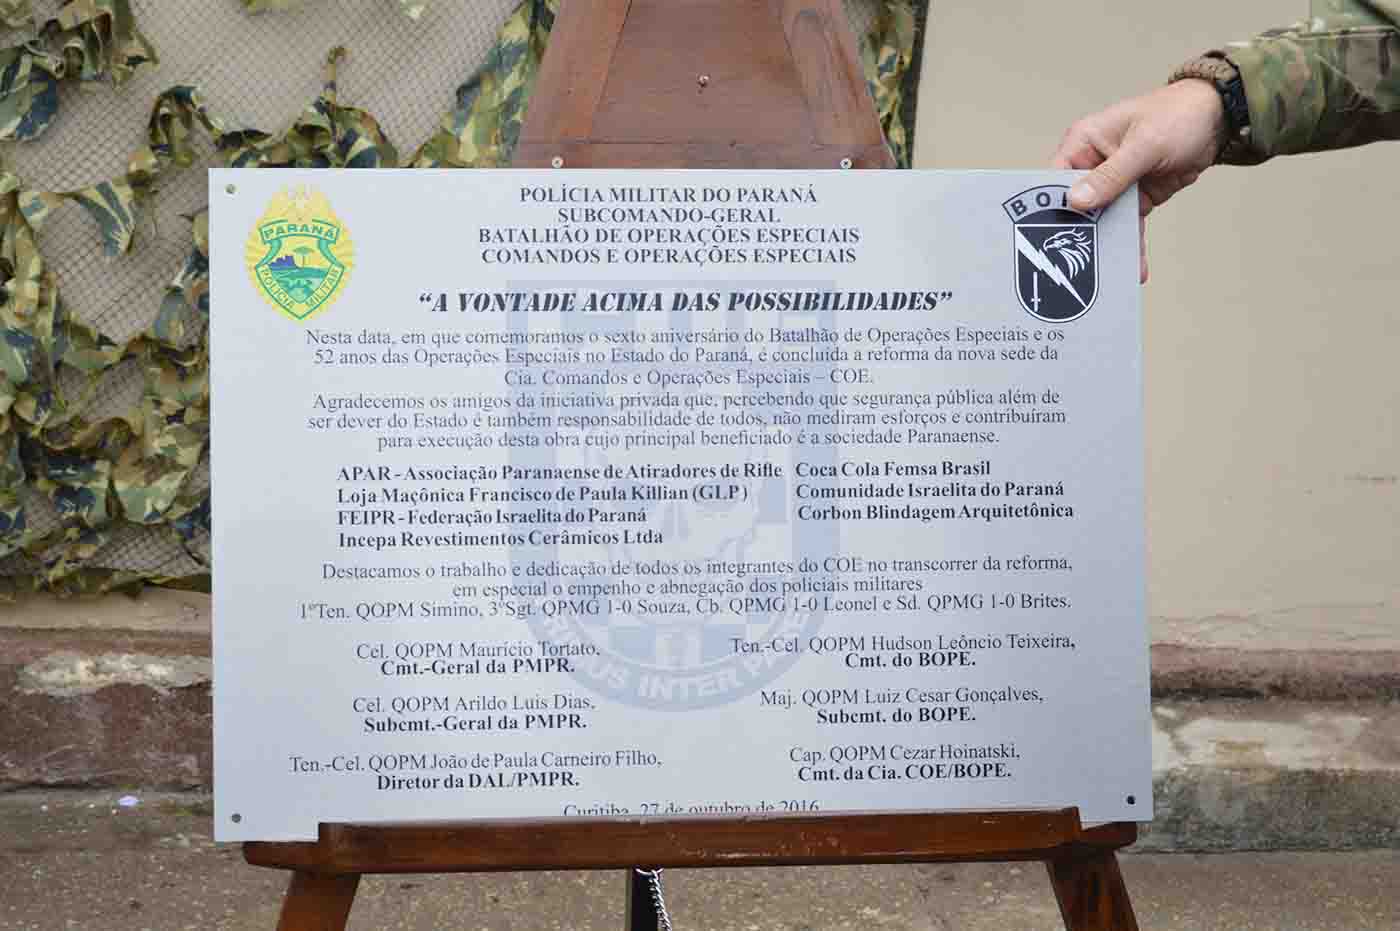 POLÍCIA MILITAR DO PARANÁ
SUBCOMANDO-GERAL
BATALHÃO DE OPERAÇÕES ESPECIAIS
COMANDOS E OPERAÇÕES ESPECIAIS
PARANÁ
POLÍCIA MILITAR
BOP
"A VONTADE ACIMA DAS POSSIBILIDADES"
Nesta data, em que comemoramos o sexto aniversário do Batalhão de Operações Especiais e os
52 anos das Operações Especiais no Estado do Paraná, é concluída a reforma da nova sede da
Cia. Comandos e Operações Especiais – COE.
Agradecemos os amigos da iniciativa privada que, percebendo que segurança pública além de
ser dever do Estado é também responsabilidade de todos, não mediram esforços e contribuíram
para execução desta obra cujo principal beneficiado é a sociedade Paranaense.
APAR - Associação Paranaense de Atiradores de Rifle Coca Cola Femsa Brasil
Loja Maçônica Francisco de Paula Killian (GLP) Comunidade Israelita do Paraná
FEIPR - Federação Israelita do Paraná Corbon Blindagem Arquitetônica
Incepa Revestimentos Cerâmicos Ltda
Destacamos o trabalho e dedicação de todos os integrantes do COE no transcorrer da reforma,
em especial o empenho e abnegação dos policiais militares
1ºTen. QOPM Simino, 3ºSgt. QPMG 1-0 Souza, Cb. QPMG 1-0 Leonel e Sd. QPMG 1-0 Brites.
Cel. QOPM Maurício Tortato, Ten.-Cel. QOPM Hudson Leôncio Teixeira,
Cmt.-Geral da PMPR. Cmt. do BOPE.
Cel. QOPM Arildo Luis Dias, Maj. QOPM Luiz Cesar Gonçalves,
Subcmt.-Geral da PMPR. Subcmt. do BOPE.
Ten.-Cel. QOPM João de Paula Carneiro Filho, Cap. QOPM Cezar Hoinatski,
Diretor da DAL/PMPR. Cmt. da Cia. COE/BOPE.
Curitiba, 27 de outubro de 2016
INTER